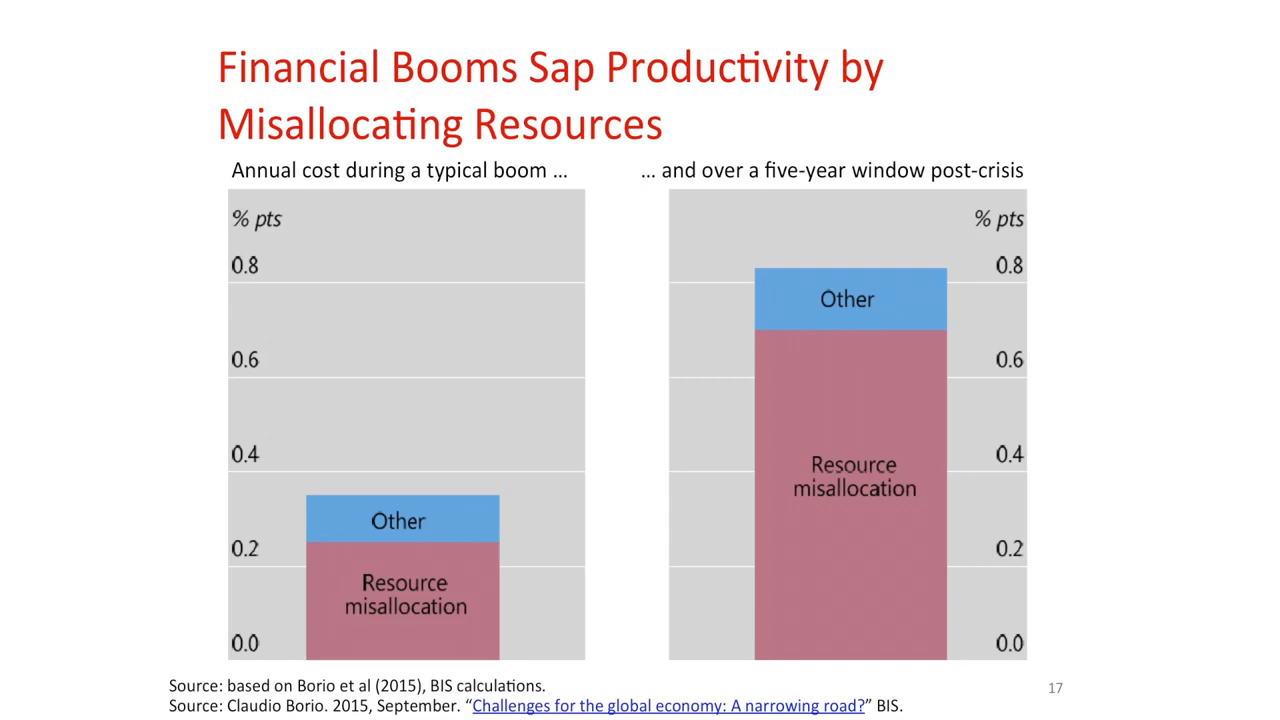 Financial Booms Sap Productivity by
Misallocating Resources
Annual cost during a typical boom …
… and over a five-year window post-crisis
% pts
0.8
0.6
0.4
0.2
0.0
Other
Resource
misallocation
% pts
0.8
0.6
0.4
0.2
0.0
Other
Resource
misallocation
Source: based on Borio et al (2015), BIS calculations.
Source: Claudio Borio. 2015, September. “Challenges for the global economy: A narrowing road?” BIS.
17